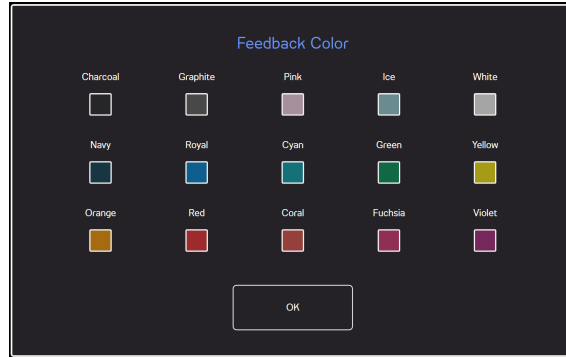 Feedback Color
Charcoal Graphite Pink Ice White
Navy Royal Cyan Green Yellow
Orange Red Coral Fuchsia Violet
OK